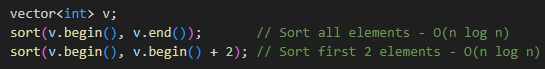 vector<int> v;
sort(v.begin(), v.end());       // Sort all elements - O(n log n)
sort(v.begin(), v.begin() + 2); // Sort first 2 elements - O(n log n)